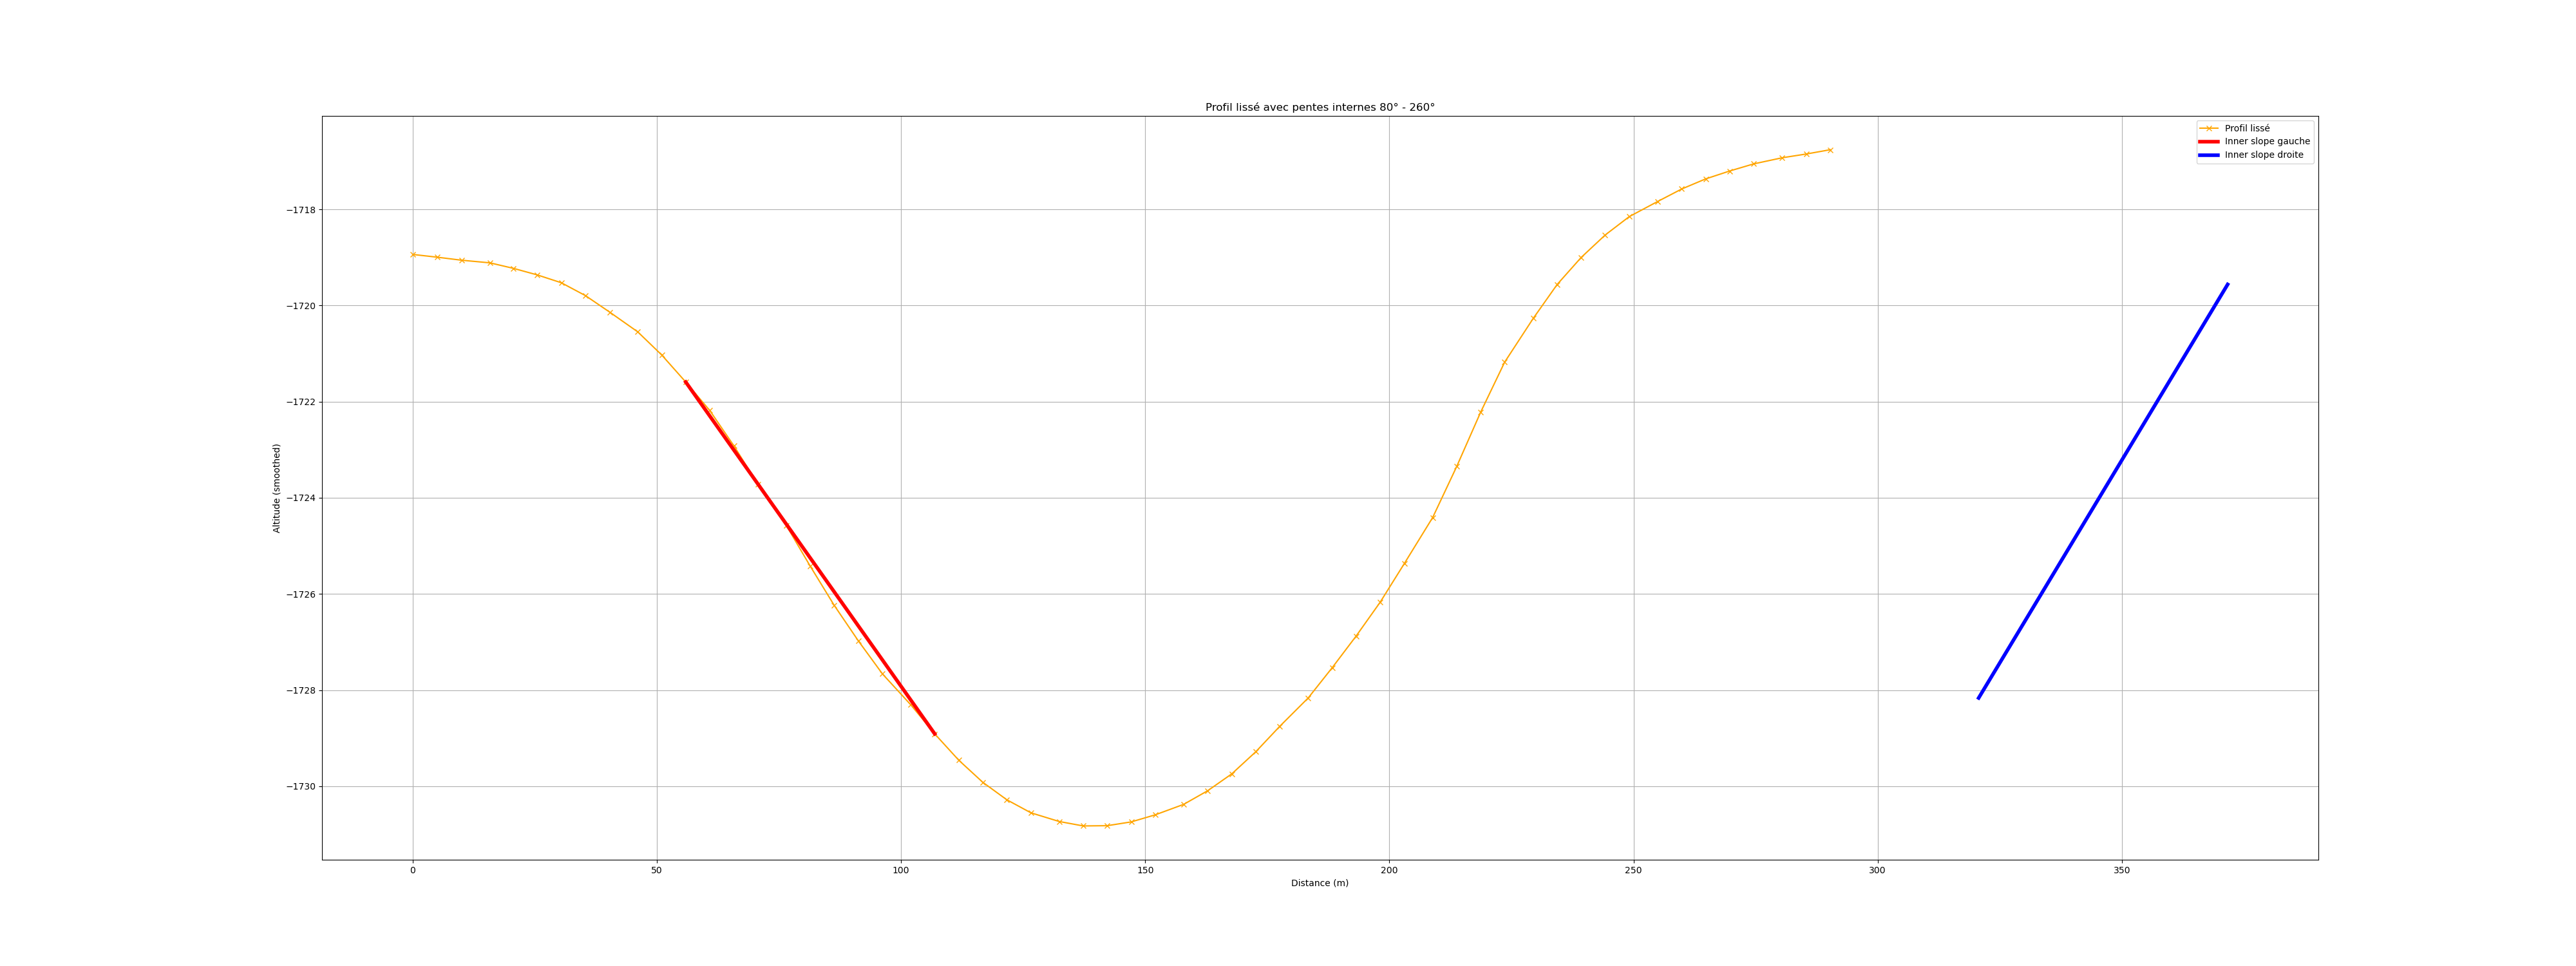 Profil lissé avec pentes internes 80° - 260°
Profil lissé
Inner slope gauche
Inner slope droite
Altitude (smoothed)
−1718
−1720
−1722
−1724
−1726
−1728
−1730
0 50 100 150 200 250 300 350
Distance (m)